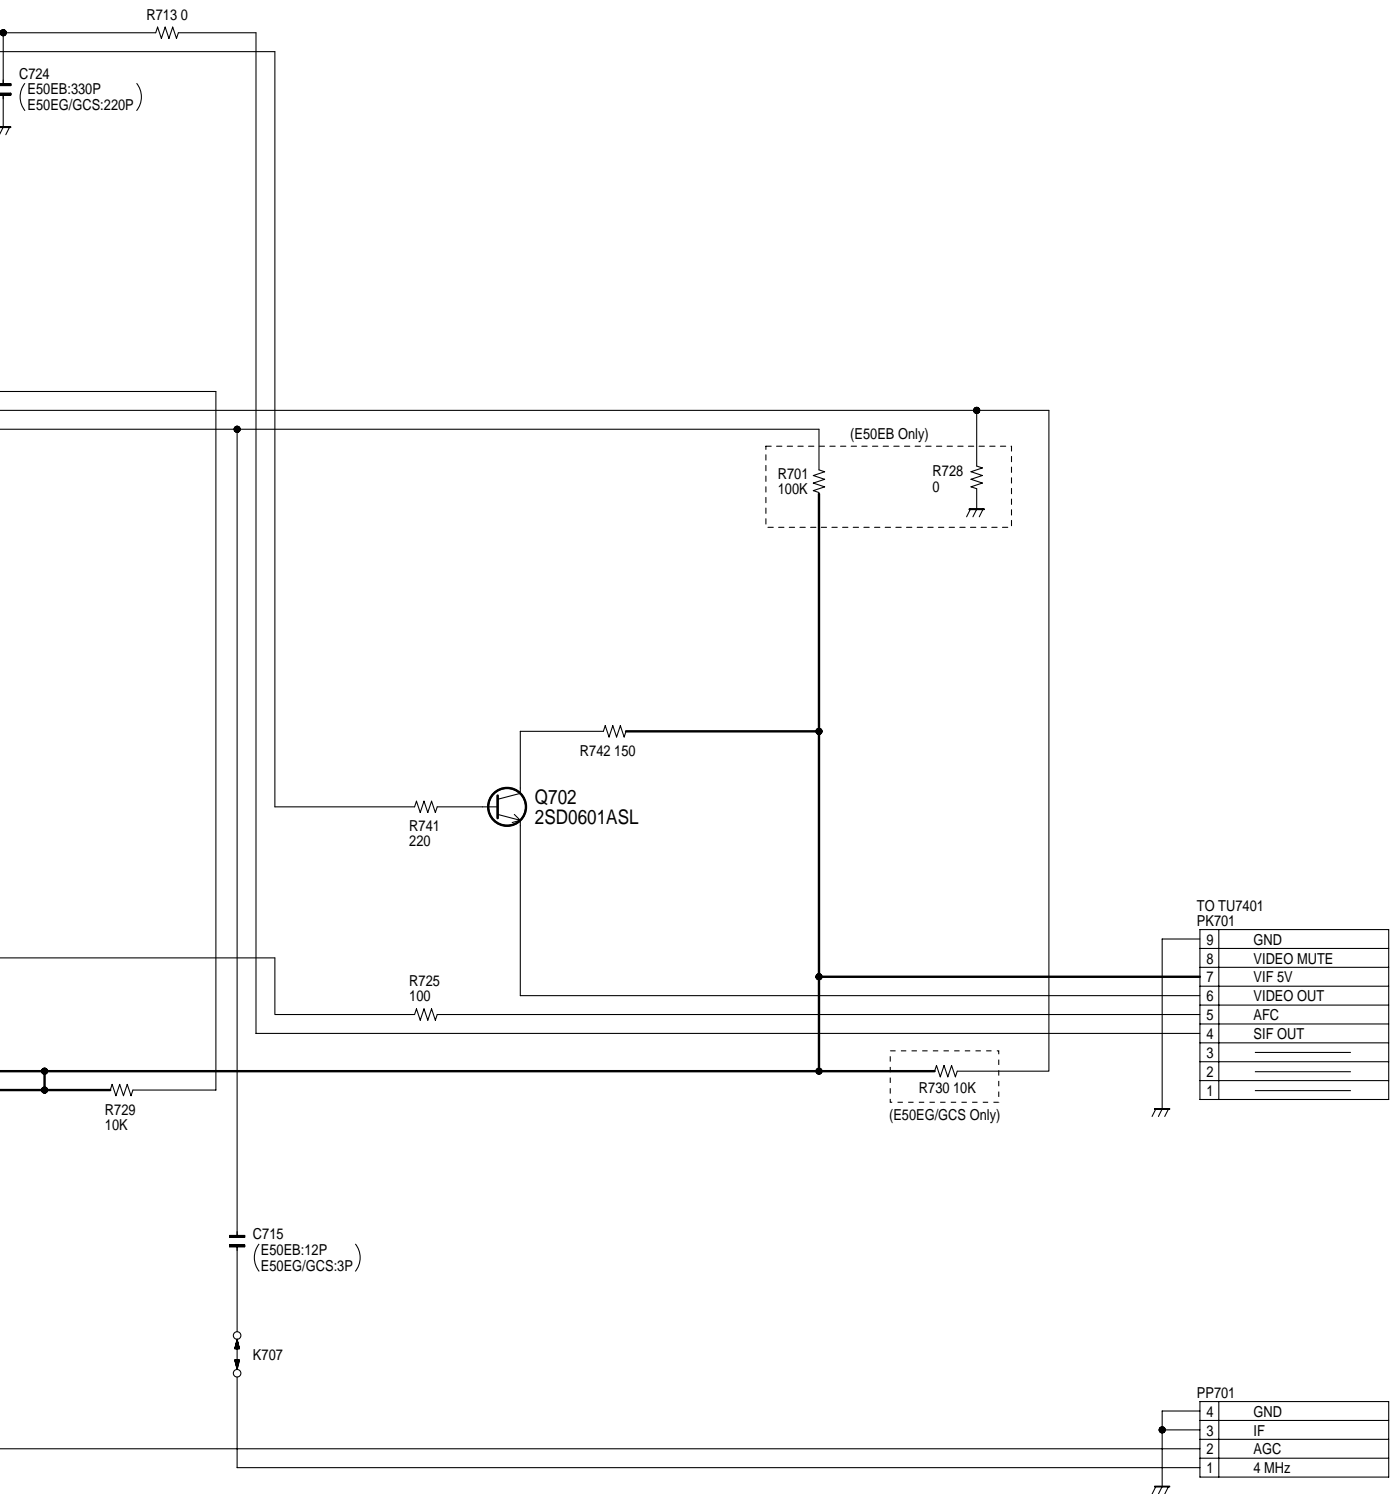 R713 0
C724
(E50EB:330P
E50EG/GCS:220P)
(E50EB Only)
R701
100K
R728
0
R742 150
Q702
2SD0601ASL
R741
220
TO TU7401
PK701
9 GND
8 VIDEO MUTE
7 VIF 5V
6 VIDEO OUT
5 AFC
4 SIF OUT
3
2
1
R725
100
R730 10K
(E50EG/GCS Only)
R729
10K
C715
(E50EB:12P
E50EG/GCS:3P)
K707
PP701
4 GND
3 IF
2 AGC
1 4 MHz